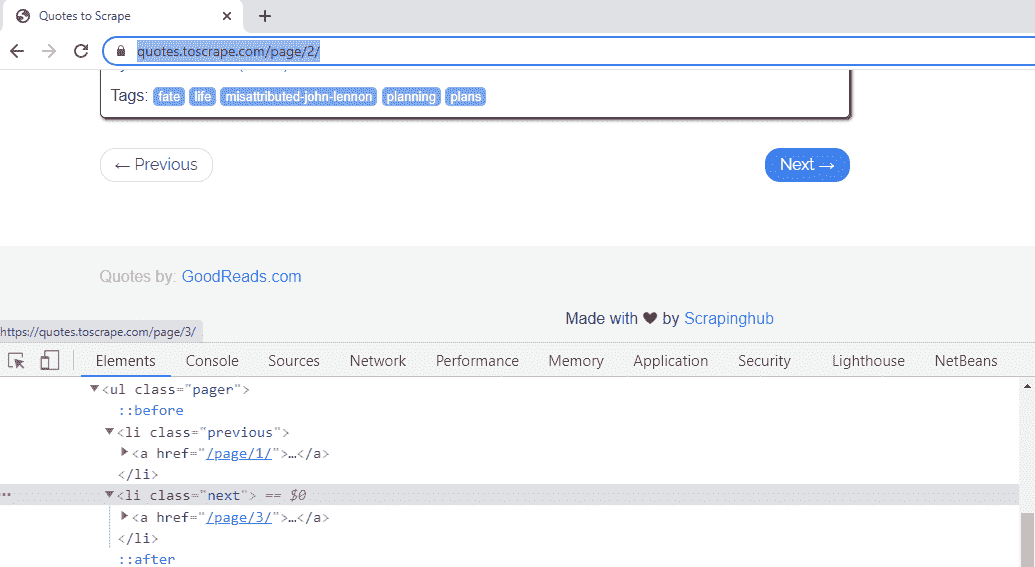 Quotes to Scrape
quotes.toscrape.com/page/2/
Tags: fate life misattributed-john-lennon planning plans
← Previous Next →
Quotes by: GoodReads.com
Made with ❤ by Scrapinghub
https://quotes.toscrape.com/page/3/
Elements Console Sources Network Performance Memory Application Security Lighthouse NetBeans
▼<ul class="pager">
::before
▼<li class="previous">
▶<a href="/page/1/">…</a>
</li>
… ▼<li class="next"> == $0
▶<a href="/page/3/">…</a>
</li>
::after